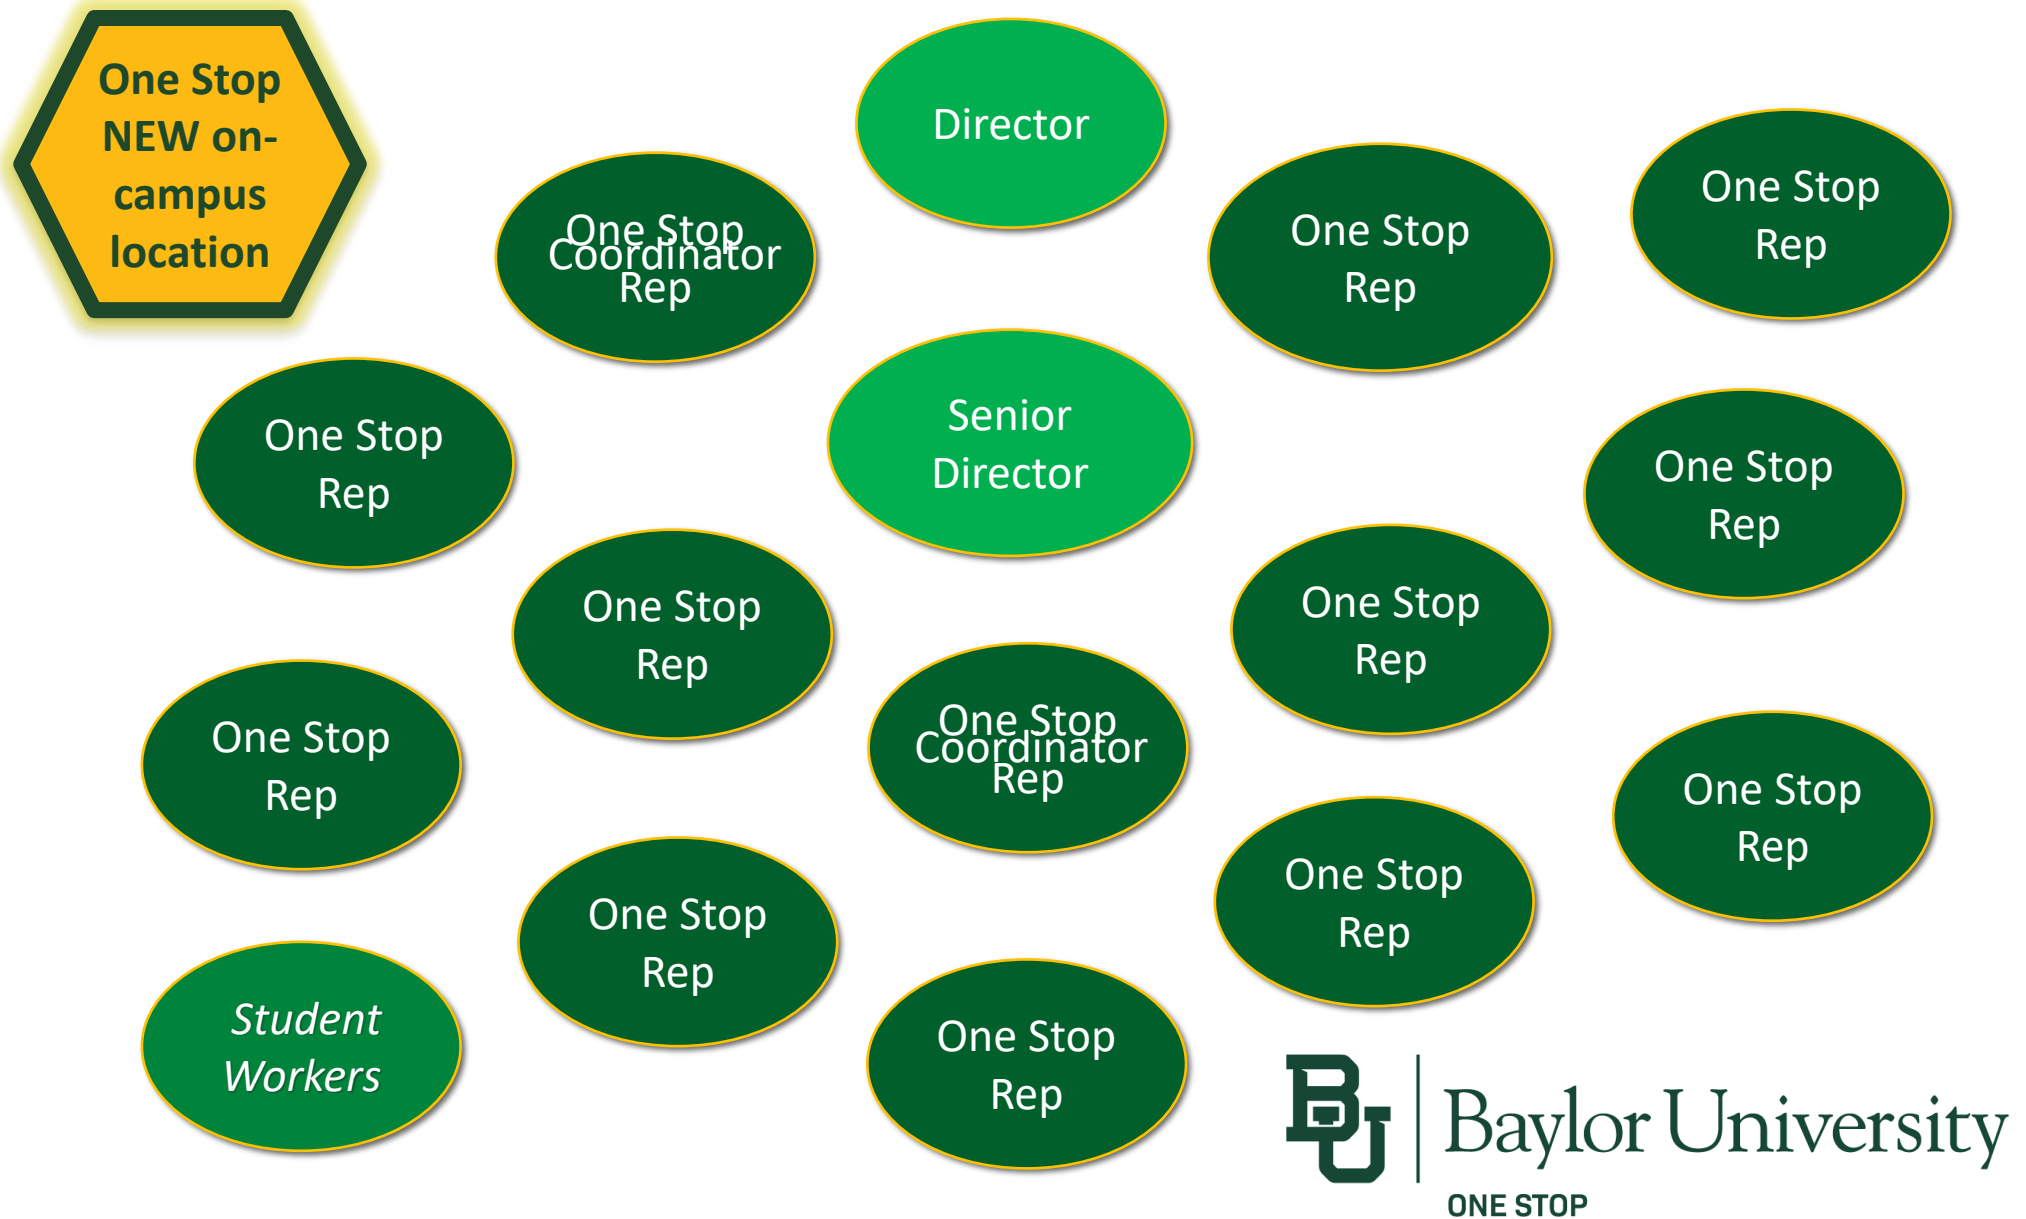 One Stop
NEW on-
campus
location
Director
One Stop
Coordinator
Rep
One Stop
Rep
One Stop
Rep
One Stop
Rep
Senior
Director
One Stop
Rep
One Stop
Rep
One Stop
Rep
One Stop
Rep
One Stop
Coordinator
Rep
One Stop
Rep
One Stop
Rep
One Stop
Rep
Student
Workers
One Stop
Rep
BU
Baylor University
ONE STOP